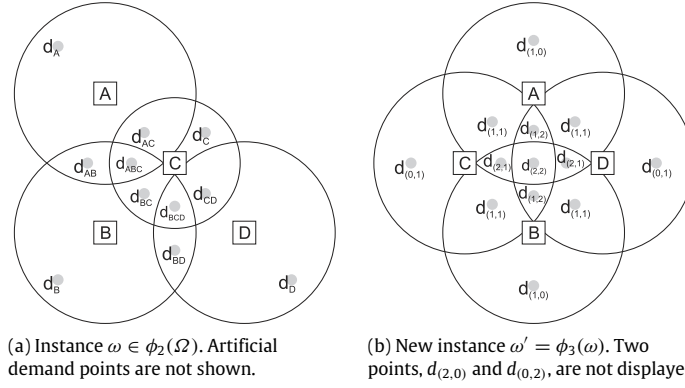 d_A
A
d_AC
d_C
d_AB
d_ABC
C
d_BC
d_BCD
d_CD
B
D
d_BD
d_B
d_D
d_(1,0)
A
d_(1,1)
d_(1,2)
d_(1,1)
d_(0,1)
C
d_(2,1)
d_(2,2)
d_(2,1)
D
d_(0,1)
d_(1,1)
d_(1,2)
d_(1,1)
B
d_(1,0)
(a) Instance ω ∈ ϕ₂(Ω). Artificial
demand points are not shown.
(b) New instance ω′ = ϕ₃(ω). Two
points, d_(2,0) and d_(0,2), are not displaye